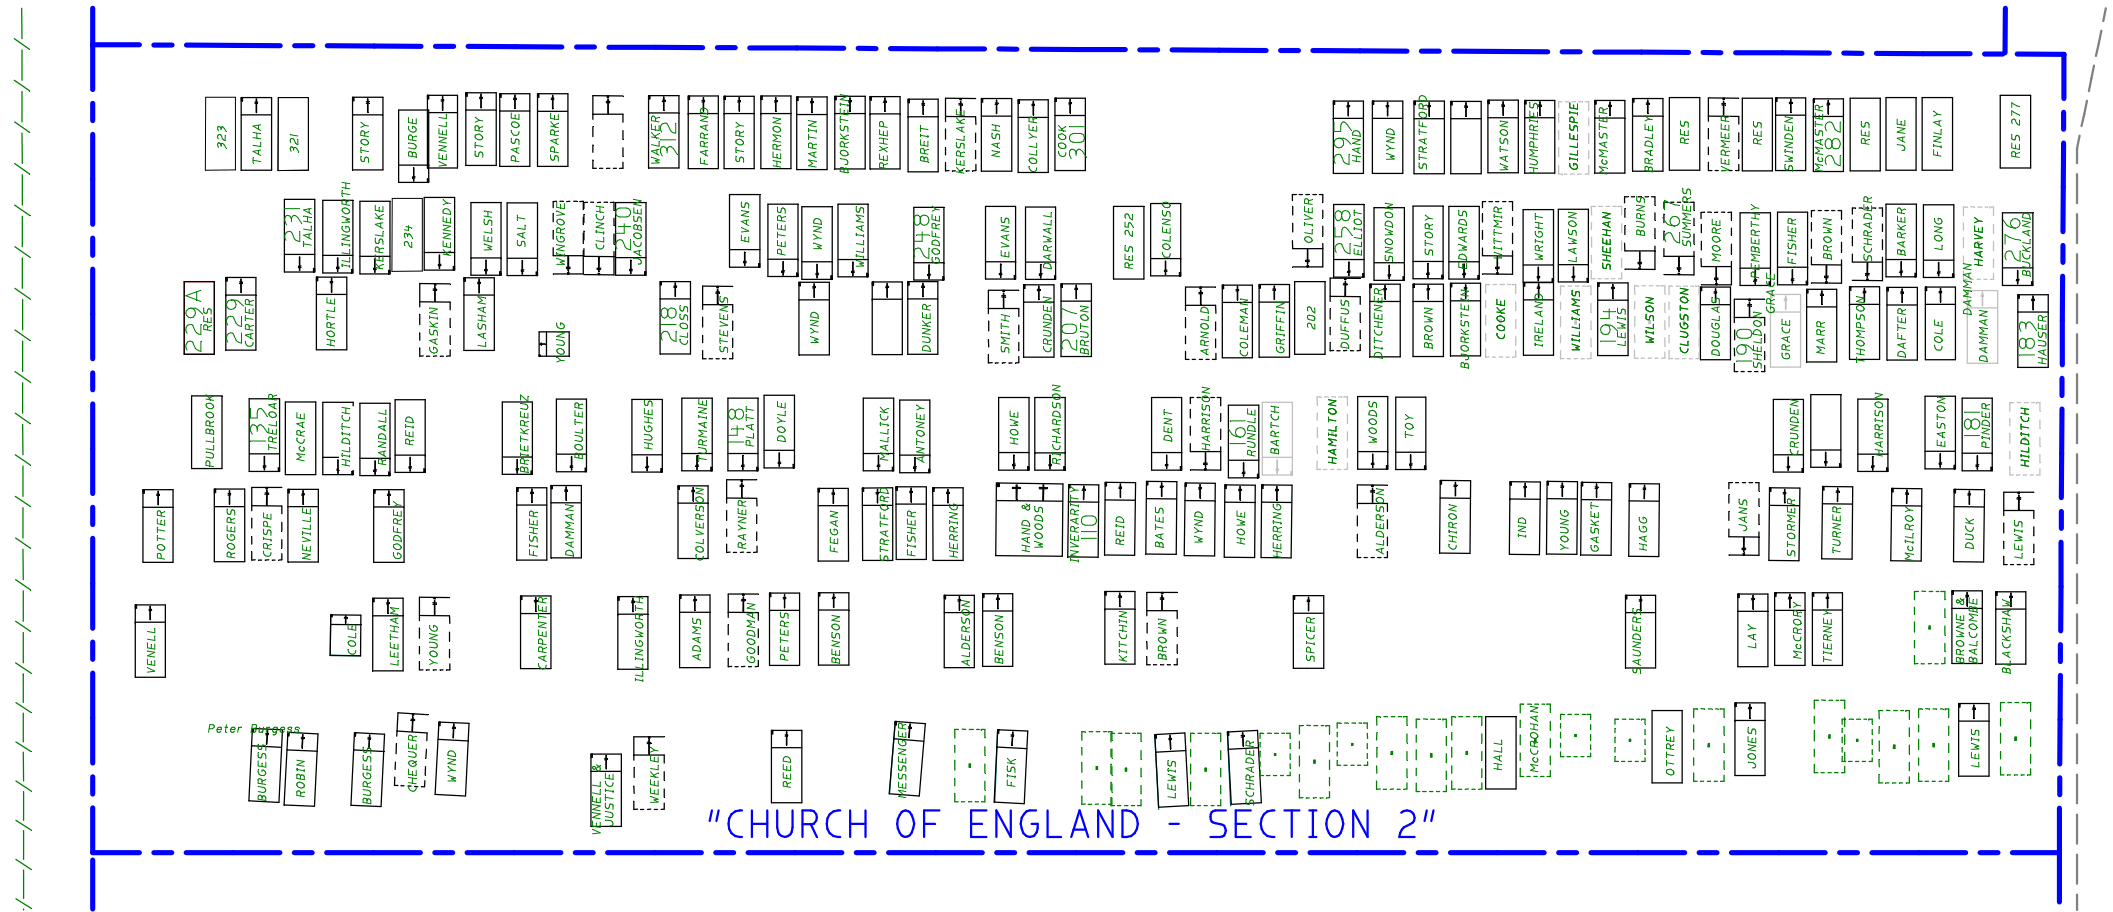 323
TALHA
321
STORY
BURGE
VENNELL
STORY
PASCOE
SPARKE
WALKER
312
FARRAND
STORY
HERMON
MARTIN
BJORKSTEIN
REXHEP
BREIT
KERSLAKE
NASH
COLLYER
COOK
301
295
HAND
WYND
STRATFORD
WATSON
HUMPHRIES
GILLESPIE
McMASTER
BRADLEY
RES
VERMEER
RES
SWINDEN
McMASTER
282
RES
JANE
FINLAY
RES 277
231
TALHA
ILLINGWORTH
KERSLAKE
234
KENNEDY
WELSH
SALT
WINGROVE
CLINCH
240
JACOBSEN
EVANS
PETERS
WYND
WILLIAMS
248
GODFREY
EVANS
DARWALL
RES 252
COLENSO
OLIVER
258
ELLIOT
SNOWDON
STORY
EDWARDS
WITTMIR
WRIGHT
LAWSON
SHEEHAN
BURNS
267
SUMMERS
MOORE
PEMBERTHY
FISHER
BROWN
SCHRADER
BARKER
LONG
HARVEY
276
BUCKLAND
229A
RES
229
CARTER
HORTLE
GASKIN
LASHAM
YOUNG
218
CLOSS
STEVENS
WYND
DUNKER
SMITH
CRUNDEN
207
BRUTON
ARNOLD
COLEMAN
GRIFFIN
202
DUFFUS
DITCHENER
BROWN
BJORKSTEIN
COOKE
IRELAND
WILLIAMS
194
LEWIS
WILSON
CLUGSTON
DOUGLAS
190
SHELDON
GRACE
GRACE
MARR
THOMPSON
DAFTER
COLE
DAMMAN
DAMMAN
183
HAUSER
PULLBROOK
135
TRELOAR
McCRAE
HILDITCH
RANDALL
REID
BRIETKREUZ
BOULTER
HUGHES
TURMAINE
148
PLATT
DOYLE
MALLICK
ANTONEY
HOWE
RICHARDSON
DENT
HARRISON
161
RUNDLE
BARTCH
HAMILTON
WOODS
TOY
CRUNDEN
HARRISON
EASTON
181
PINDER
HILDITCH
POTTER
ROGERS
CRISPE
NEVILLE
GODFREY
FISHER
DAMMAN
COLVERSON
RAYNER
FEGAN
STRATFORD
FISHER
HERRING
HAND &
WOODS
INVERARITY
110
REID
BATES
WYND
HOWE
HERRING
ALDERSON
CHIRON
IND
YOUNG
GASKET
HAGG
JANS
STORMER
TURNER
McILROY
DUCK
LEWIS
VENELL
COLE
LEETHAM
YOUNG
CARPENTER
ILLINGWORTH
ADAMS
GOODMAN
PETERS
BENSON
ALDERSON
BENSON
KITCHIN
BROWN
SPICER
SAUNDERS
LAY
McCRORY
TIERNEY
BROWNE &
BALCOMBE
BLACKSHAW
Peter Burgess
BURGESS
ROBIN
BURGESS
CHEQUER
WYND
VENNELL &
JUSTICE
WEEKLEY
REED
MESSENGER
FISK
LEWIS
SCHRADER
HALL
McCROHAN
OTTREY
JONES
LEWIS
"CHURCH OF ENGLAND - SECTION 2"